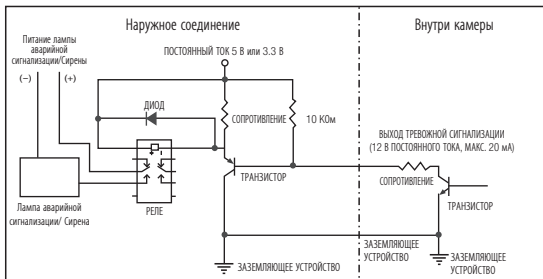 Наружное соединение
Внутри камеры
Питание лампы
аварийной
сигнализации/Сирены
(–)
(+)
ПОСТОЯННЫЙ ТОК 5 В или 3.3 В
ДИОД
СОПРОТИВЛЕНИЕ
10 КОм
ВЫХОД ТРЕВОЖНОЙ СИГНАЛИЗАЦИИ
(12 В ПОСТОЯННОГО ТОКА, МАКС. 20 мА)
ТРАНЗИСТОР
СОПРОТИВЛЕНИЕ
ТРАНЗИСТОР
РЕЛЕ
Лампа аварийной
сигнализации/ Сирена
ЗАЗЕМЛЯЮЩЕЕ УСТРОЙСТВО
ЗАЗЕМЛЯЮЩЕЕ
УСТРОЙСТВО
ЗАЗЕМЛЯЮЩЕЕ
УСТРОЙСТВО